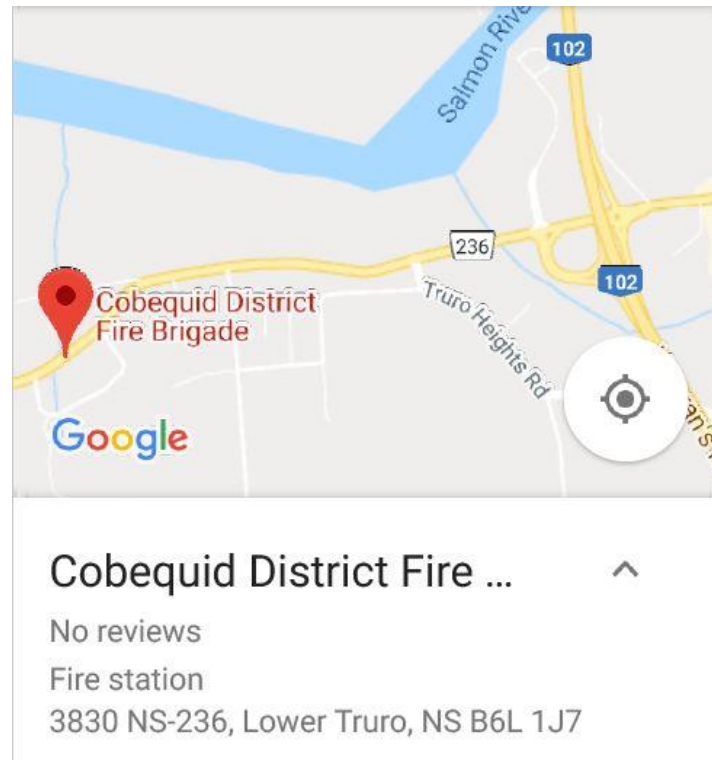 Salmon River
102
236
102
Truro Heights Rd
Cobequid District
Fire Brigade
Google
Cobequid District Fire ...
No reviews
Fire station
3830 NS-236, Lower Truro, NS B6L 1J7